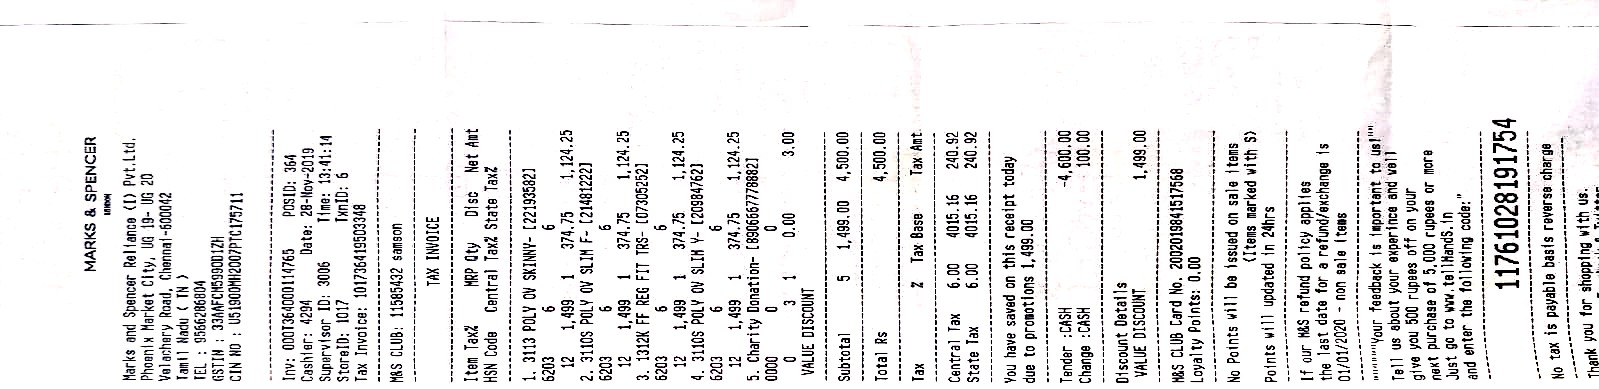 MARKS & SPENCER
LONDON
Marks and Spencer Reliance (I) Pvt.Ltd.
Phoenix Market City, UG 19- UG 20
Velachery Road, Chennai-600042
Tamil Nadu ( TN )
TEL : 9566286804
GSTIN : 33AAFCM5990D1ZH
CIN NO : U51900MH2007PTC175711
Inv: 000T364000114765 POSID: 364
Cashier: 4294 Date: 28-Nov-2019
Supervisor ID: 3006 Time: 13:41:14
StoreID: 1017 TxnID: 6
Tax Invoice: 101736419503348
M&S CLUB: 11585432 samson
TAX INVOICE
Item Tax% MRP Qty Disc Net Amt
HSN Code Central Tax% State Tax%
1. 3113 POLY OV SKINNY- [22193582]
6203 6 6
12 1,499 1 374.75 1,124.25
2. 3110S POLY OV SLIM F- [21481222]
6203 6 6
12 1,499 1 374.75 1,124.25
3. 1312K FF REG FIT TRS- [07305252]
6203 6 6
12 1,499 1 374.75 1,124.25
4. 3110S POLY OV SLIM Y- [20984762]
6203 6 6
12 1,499 1 374.75 1,124.25
5. Charity Donation- [8906667778882]
0000 0 0
0 3 1 0.00 3.00
VALUE DISCOUNT
Subtotal 5 1,499.00 4,500.00
Total Rs 4,500.00
Tax % Tax Base Tax Amt
Central Tax 6.00 4015.16 240.92
State Tax 6.00 4015.16 240.92
You have saved on this receipt today
due to promotions 1,499.00
Tender :CASH -4,600.00
Change :CASH 100.00
Discount Details
VALUE DISCOUNT 1,499.00
M&S CLUB Card No. 2002019841517568
Loyalty Points: 0.00
No Points will be issued on sale items
(Items marked with S)
Points will updated in 24hrs
If our M&S refund policy applies
the last date for a refund/exchange is
01/01/2020 - non sale items
"""Your feedback is important to us!""
Tell us about your experince and we'll
give you 500 rupees off on your
next purchase of 5,000 rupees or more
Just go to www.tellMandS.in
and enter the following code:"
1176102819175​4
No tax is payable basis reverse charge
Thank you for shopping with us.